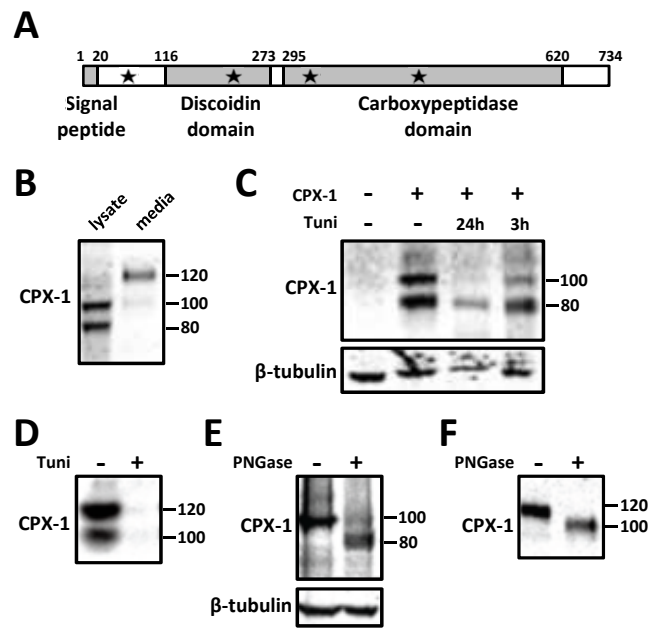 A
1 20 116 273 295 620 734
Signal peptide
Discoidin domain
Carboxypeptidase domain
B
lysate media
CPX-1
120
100
80
C
CPX-1 - + + +
Tuni - - 24h 3h
CPX-1
100
80
β-tubulin
D
Tuni - +
CPX-1
120
100
E
PNGase - +
CPX-1
100
80
β-tubulin
F
PNGase - +
CPX-1
120
100